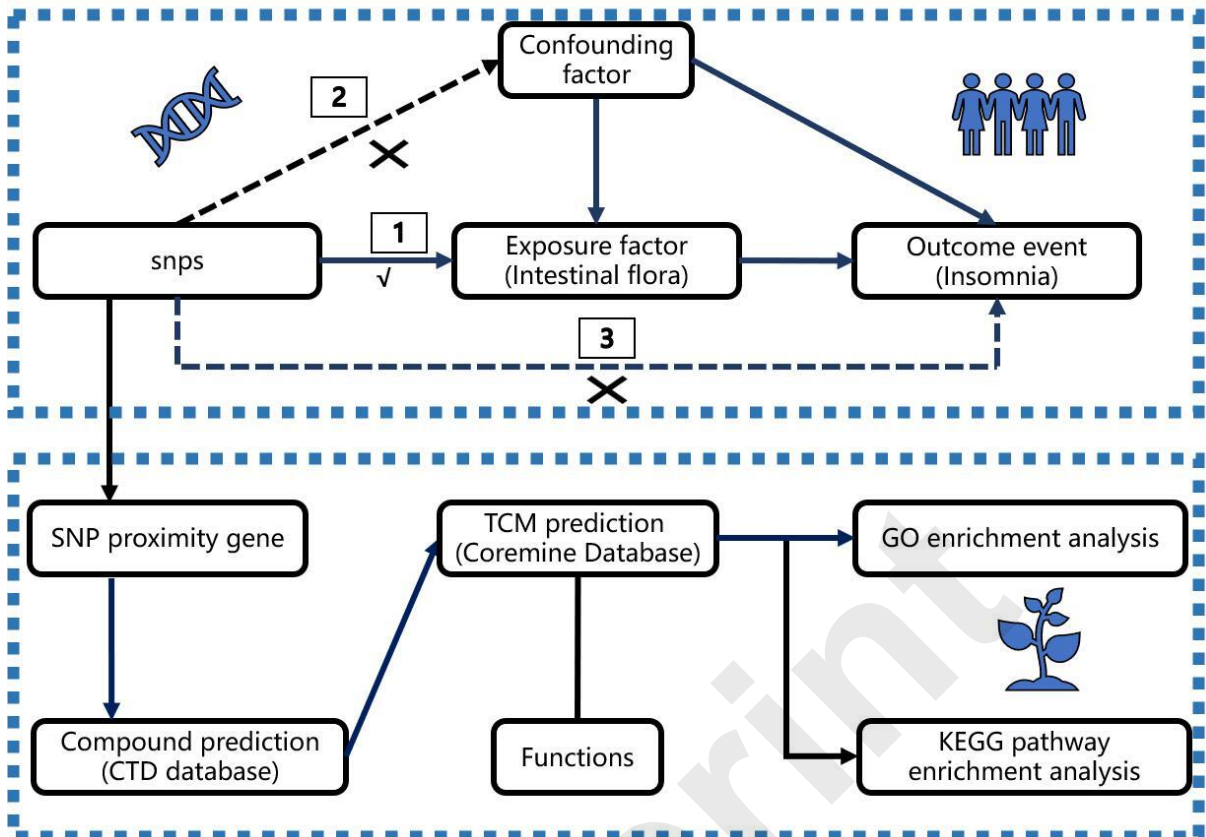 Confounding
factor
2
1
snps
√
Exposure factor
(Intestinal flora)
Outcome event
(Insomnia)
3
SNP proximity gene
TCM prediction
(Coremine Database)
GO enrichment analysis
Compound prediction
(CTD database)
Functions
KEGG pathway
enrichment analysis
rint